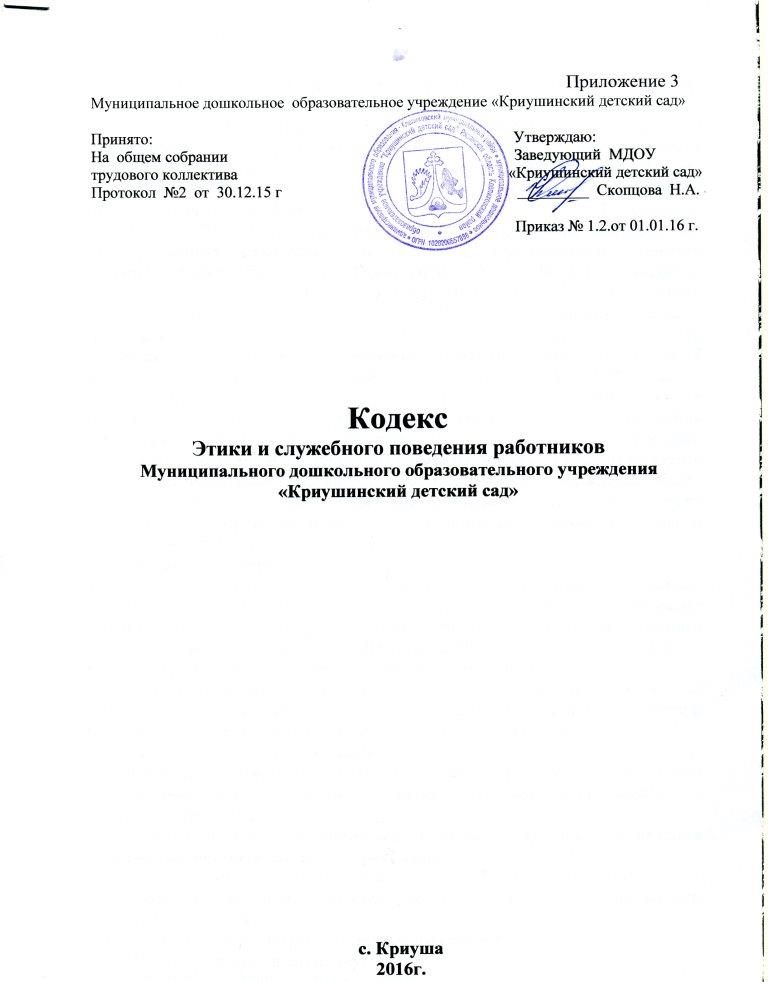 Приложение 3
Муниципальное дошкольное образовательное учреждение «Криушинский детский сад»
Принято:
На общем собрании
трудового коллектива
Протокол №2 от 30.12.15 г
Утверждаю:
Заведующий МДОУ
«Криушинский детский сад»
________ Скопцова Н.А.
Приказ № 1.2.от 01.01.16 г.
Кодекс
Этики и служебного поведения работников
Муниципального дошкольного образовательного учреждения
«Криушинский детский сад»
с. Криуша
2016г.